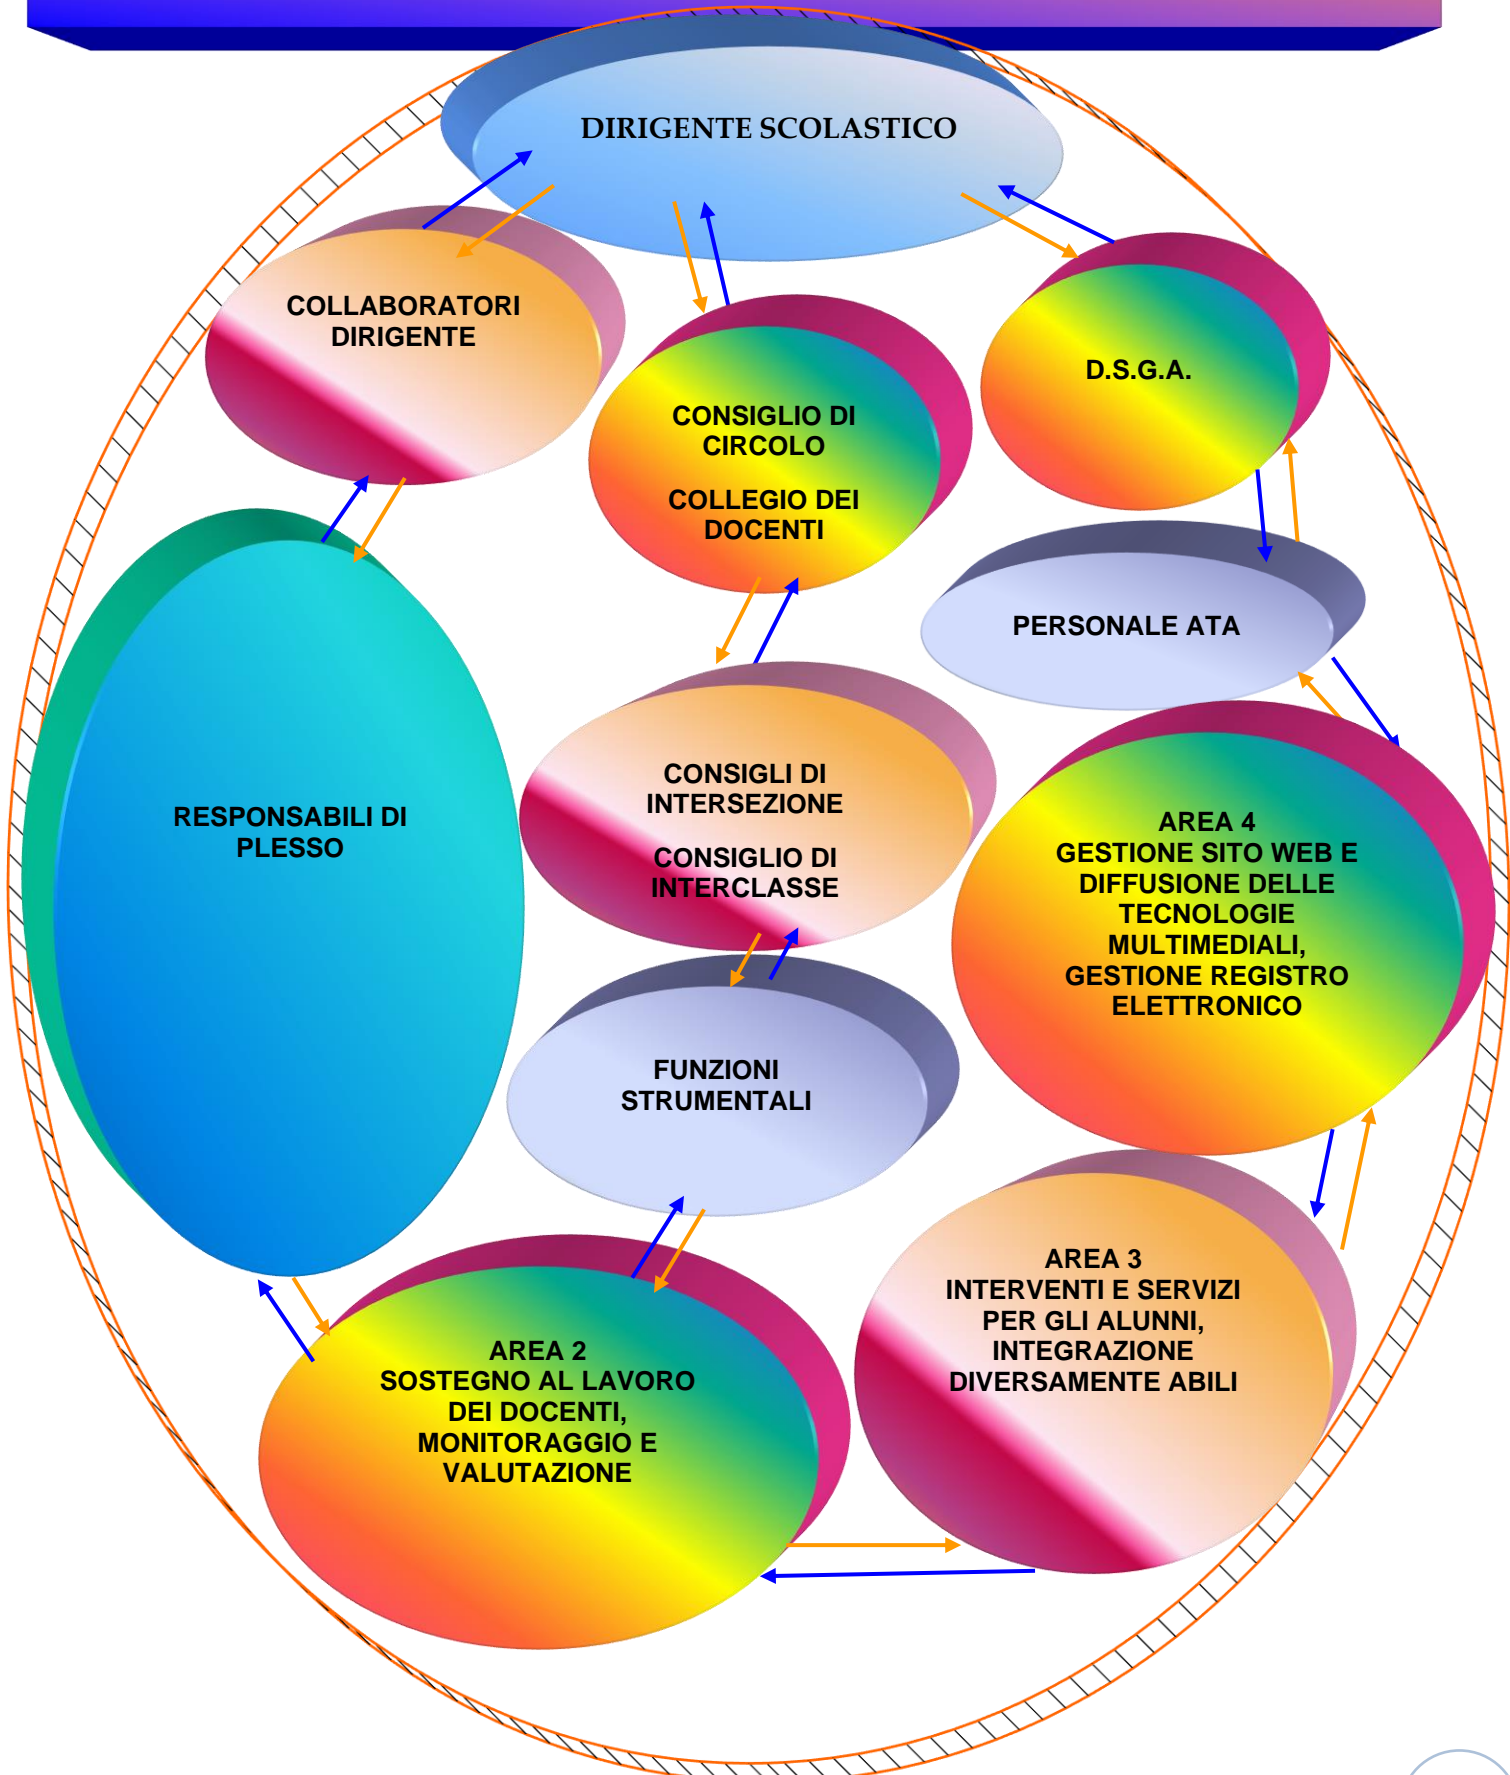 DIRIGENTE SCOLASTICO
COLLABORATORI
DIRIGENTE
CONSIGLIO DI
CIRCOLO
COLLEGIO DEI
DOCENTI
D.S.G.A.
PERSONALE ATA
RESPONSABILI DI
PLESSO
CONSIGLI DI
INTERSEZIONE
CONSIGLIO DI
INTERCLASSE
AREA 4
GESTIONE SITO WEB E
DIFFUSIONE DELLE
TECNOLOGIE
MULTIMEDIALI,
GESTIONE REGISTRO
ELETTRONICO
FUNZIONI
STRUMENTALI
AREA 3
INTERVENTI E SERVIZI
PER GLI ALUNNI,
INTEGRAZIONE
DIVERSAMENTE ABILI
AREA 2
SOSTEGNO AL LAVORO
DEI DOCENTI,
MONITORAGGIO E
VALUTAZIONE